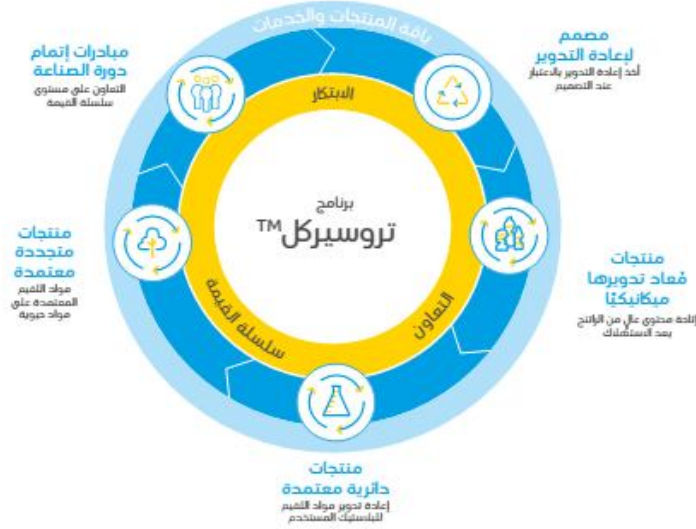 باقة المنتجات والخدمات
الابتكار
التعاون
سلسلة القيمة
برنامج
تروسيركل™
مصمم
لإعادة التدوير
أخذ إعادة التدوير بالاعتبار
عند التصميم
منتجات
مُعاد تدويرها
ميكانيكيًا
إتاحة محتوى عالٍ من الراتنج
بعد الاستهلاك
منتجات
دائرية معتمدة
إعادة تدوير مواد اللقيم
للبلاستيك المستخدم
منتجات
متجددة
معتمدة
مواد اللقيم
المعتمدة على
مواد حيوية
مبادرات إتمام
دورة الصناعة
التعاون على مستوى
سلسلة القيمة